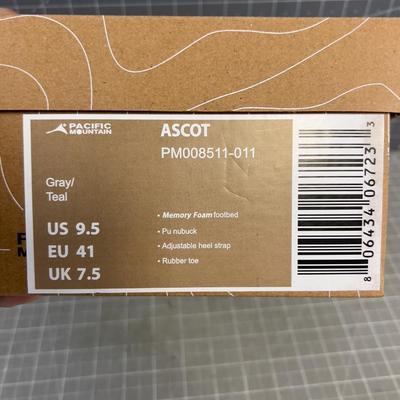 PACIFIC
MOUNTAIN
ASCOT
PM008511-011
Gray/
Teal
US 9.5
EU 41
UK 7.5
• Memory Foam footbed
• Pu nubuck
• Adjustable heel strap
• Rubber toe
8 06434 06723 3